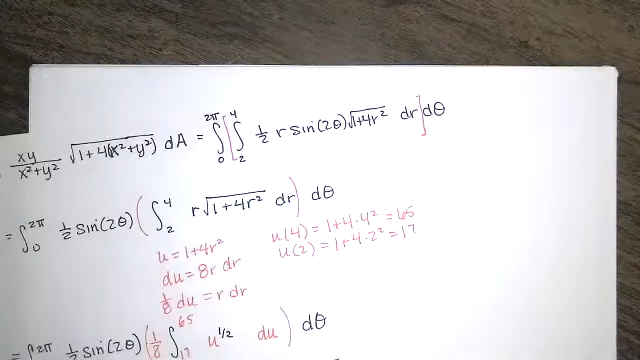 xy/(x²+y²) √(1+4(x²+y²)) dA = ∫₀^2π [∫₂⁴ 1/2 r sin(2θ)√(1+4r²) dr] dθ
= ∫₀^2π 1/2 sin(2θ) (∫₂⁴ r√(1+4r²) dr) dθ
u = 1+4r²
du = 8r dr
1/8 du = r dr
u(4) = 1+4·4² = 65
u(2) = 1+4·2² = 17
= ∫ 2π 1/2 sin(2θ) (1/8 ∫₁₇^65 u^1/2 du) dθ